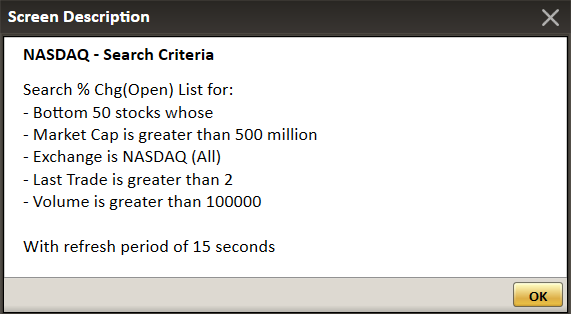 Screen Description
NASDAQ - Search Criteria
Search % Chg(Open) List for:
- Bottom 50 stocks whose
- Market Cap is greater than 500 million
- Exchange is NASDAQ (All)
- Last Trade is greater than 2
- Volume is greater than 100000
With refresh period of 15 seconds
OK